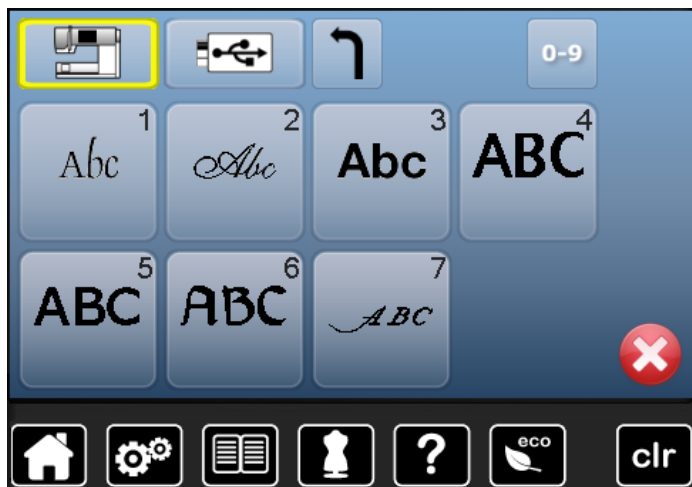 0-9
1 2 3 4
Abc Abc Abc ABC
5 6 7
ABC ABC ABC
? eco clr